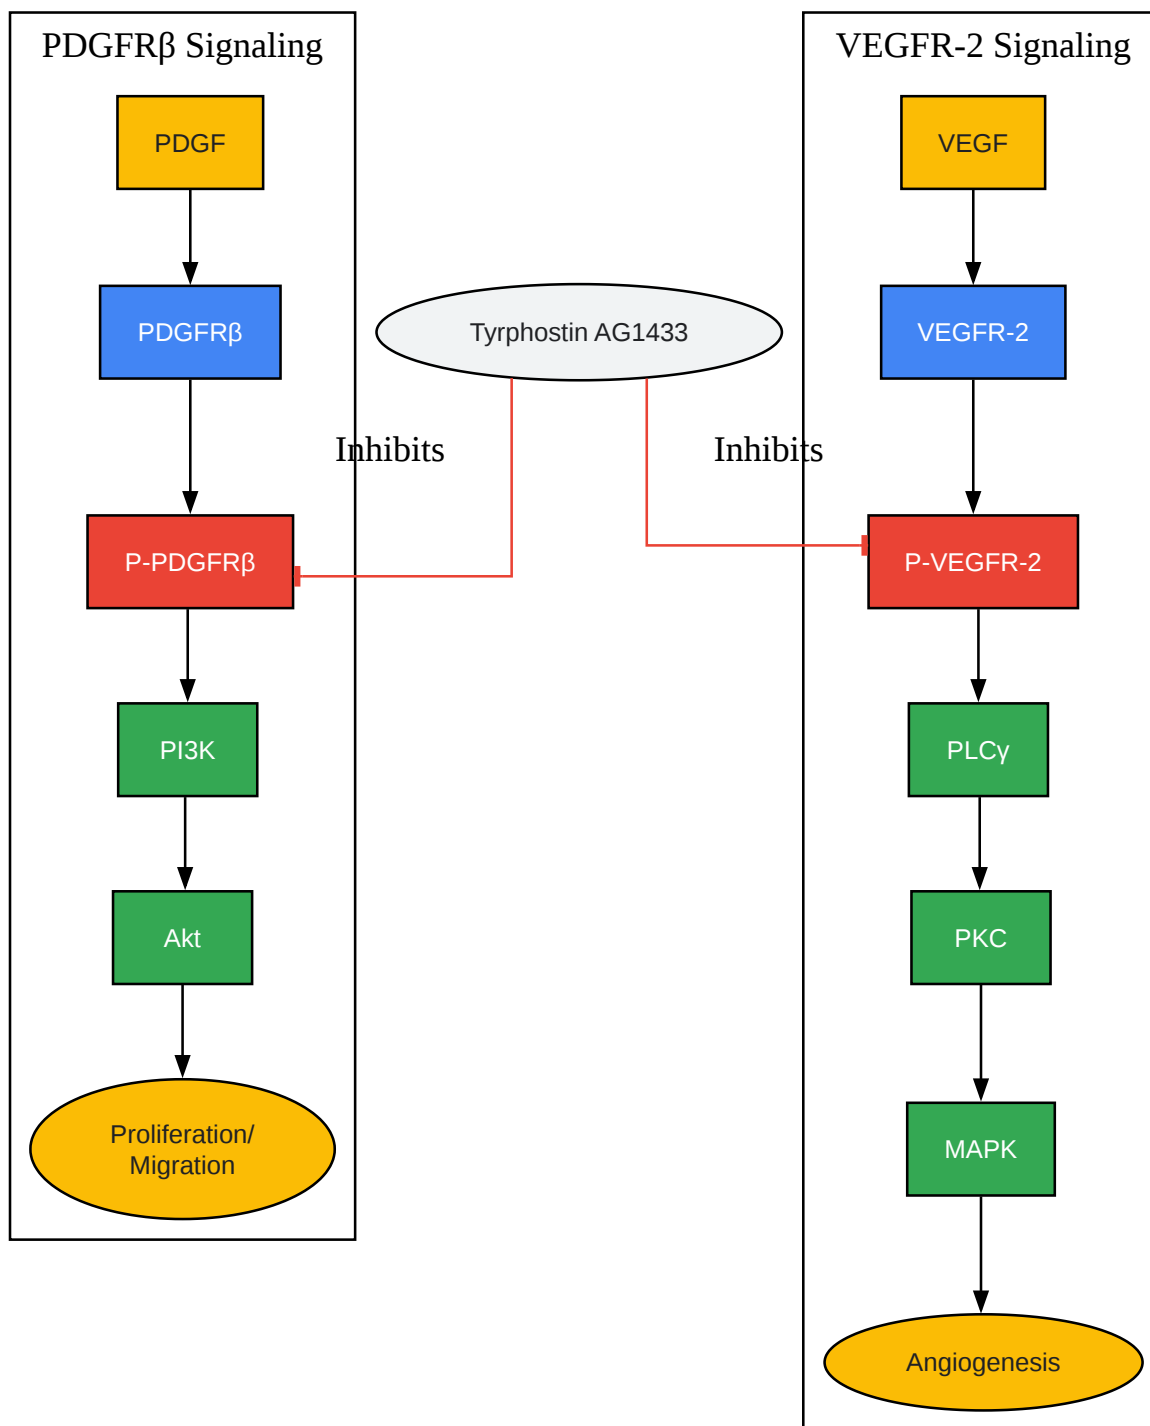 PDGFRβ Signaling
PDGF
PDGFRβ
P-PDGFRβ
PI3K
Akt
Proliferation/
Migration
Tyrphostin AG1433
Inhibits
Inhibits
VEGFR-2 Signaling
VEGF
VEGFR-2
P-VEGFR-2
PLCγ
PKC
MAPK
Angiogenesis